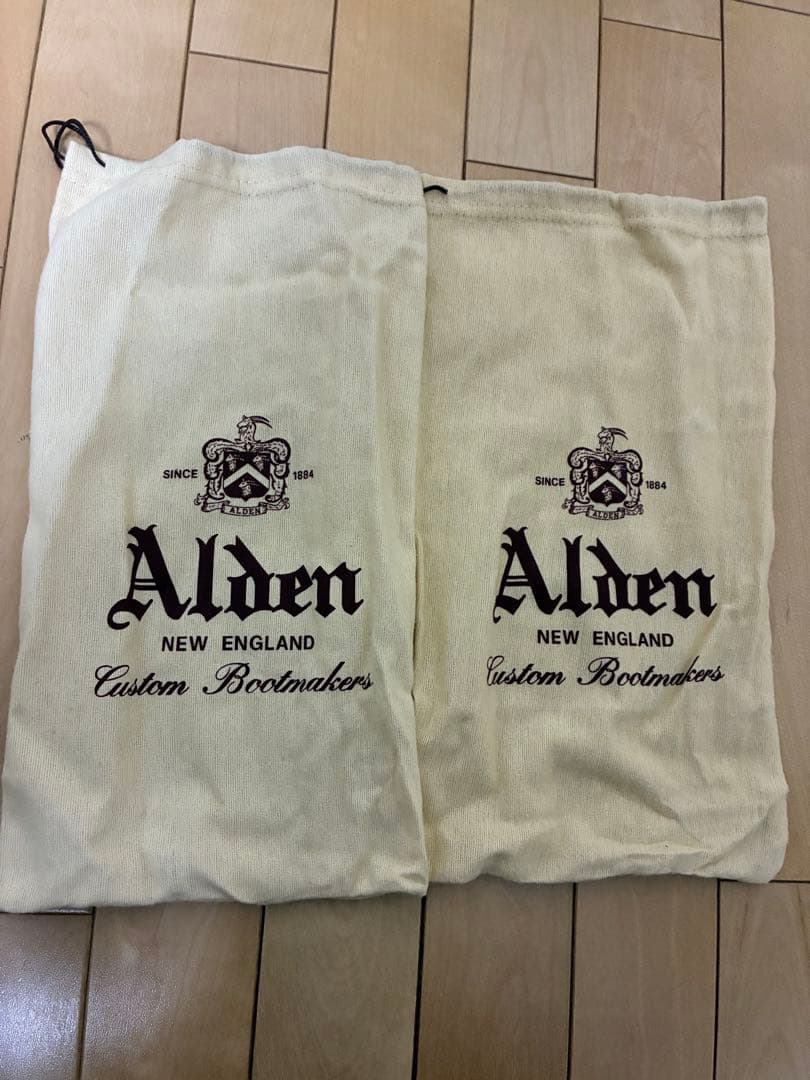 SINCE 1884
ALDEN
Alden
NEW ENGLAND
Custom Bootmakers
SINCE 1884
ALDEN
Alden
NEW ENGLAND
Custom Bootmakers